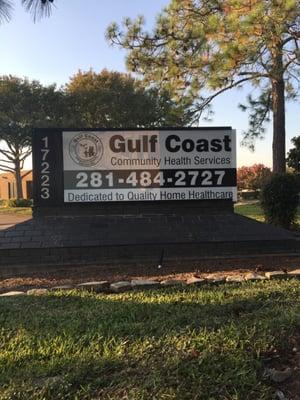 17223
Gulf Coast
Community Health Services
281-484-2727
Dedicated to Quality Home Healthcare